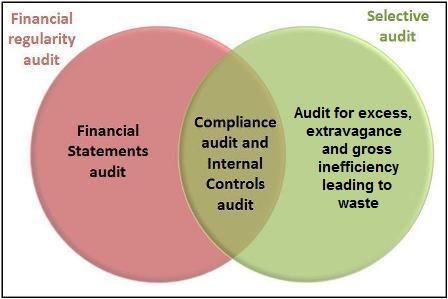 Financial
regularity
audit
Selective
audit
Financial
Statements
audit
Compliance
audit and
Internal
Controls
audit
Audit for excess,
extravagance
and gross
inefficiency
leading to
waste